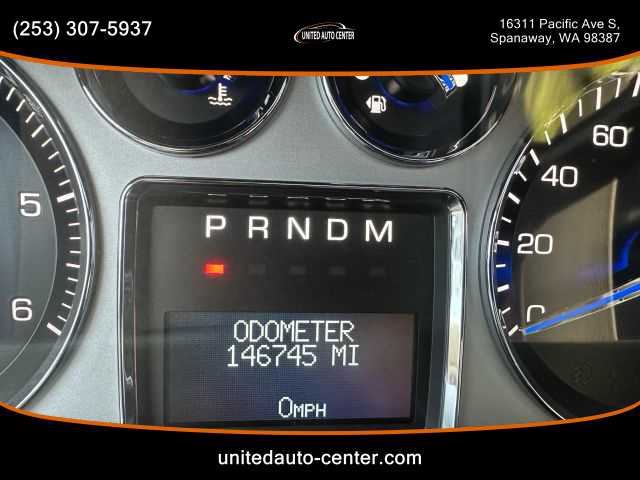 (253) 307-5937
UNITED AUTO CENTER
16311 Pacific Ave S,
Spanaway, WA 98387
5
6
P R N D M
60
40
20
0
ODOMETER
146745 MI
0MPH
unitedauto-center.com